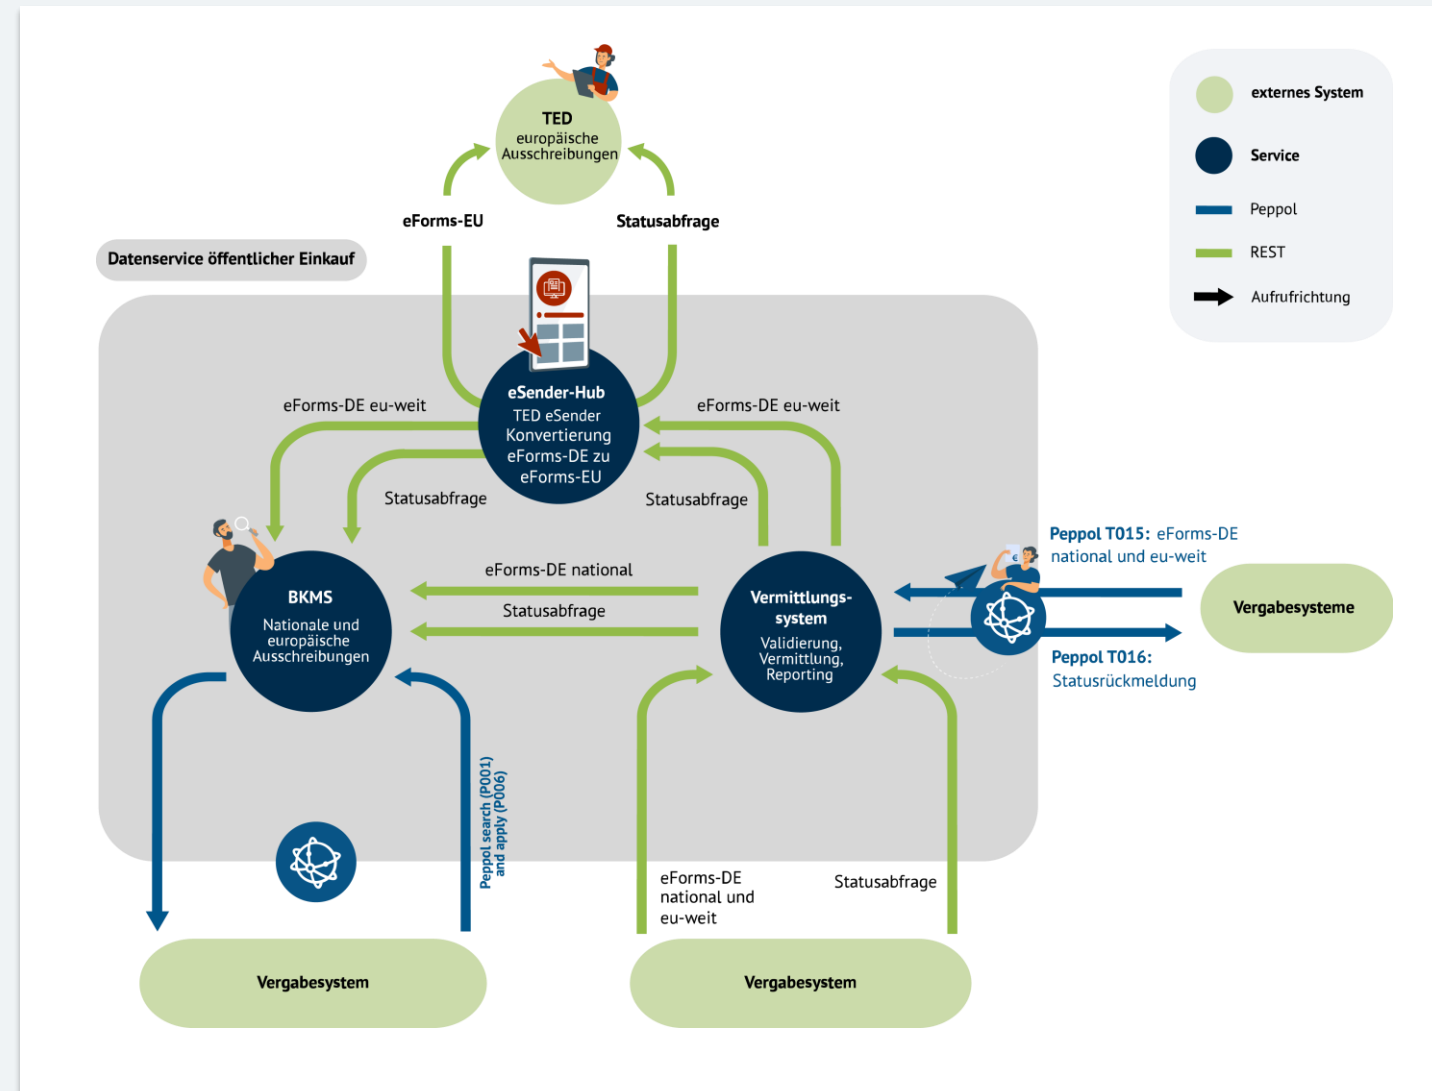 TED
europäische
Ausschreibungen
externes System
Service
Peppol
REST
Aufrufrichtung
eForms-EU
Statusabfrage
Datenservice öffentlicher Einkauf
eSender-Hub
TED eSender
Konvertierung
eForms-DE zu
eForms-EU
eForms-DE eu-weit
eForms-DE eu-weit
Statusabfrage
Statusabfrage
Peppol T015: eForms-DE
national und eu-weit
eForms-DE national
Statusabfrage
BKMS
Nationale und
europäische
Ausschreibungen
Vermittlungs-
system
Validierung,
Vermittlung,
Reporting
€
Vergabesysteme
Peppol T016:
Statusrückmeldung
Peppol search (P001)
and apply (P006)
eForms-DE
national und
eu-weit
Statusabfrage
Vergabesystem
Vergabesystem